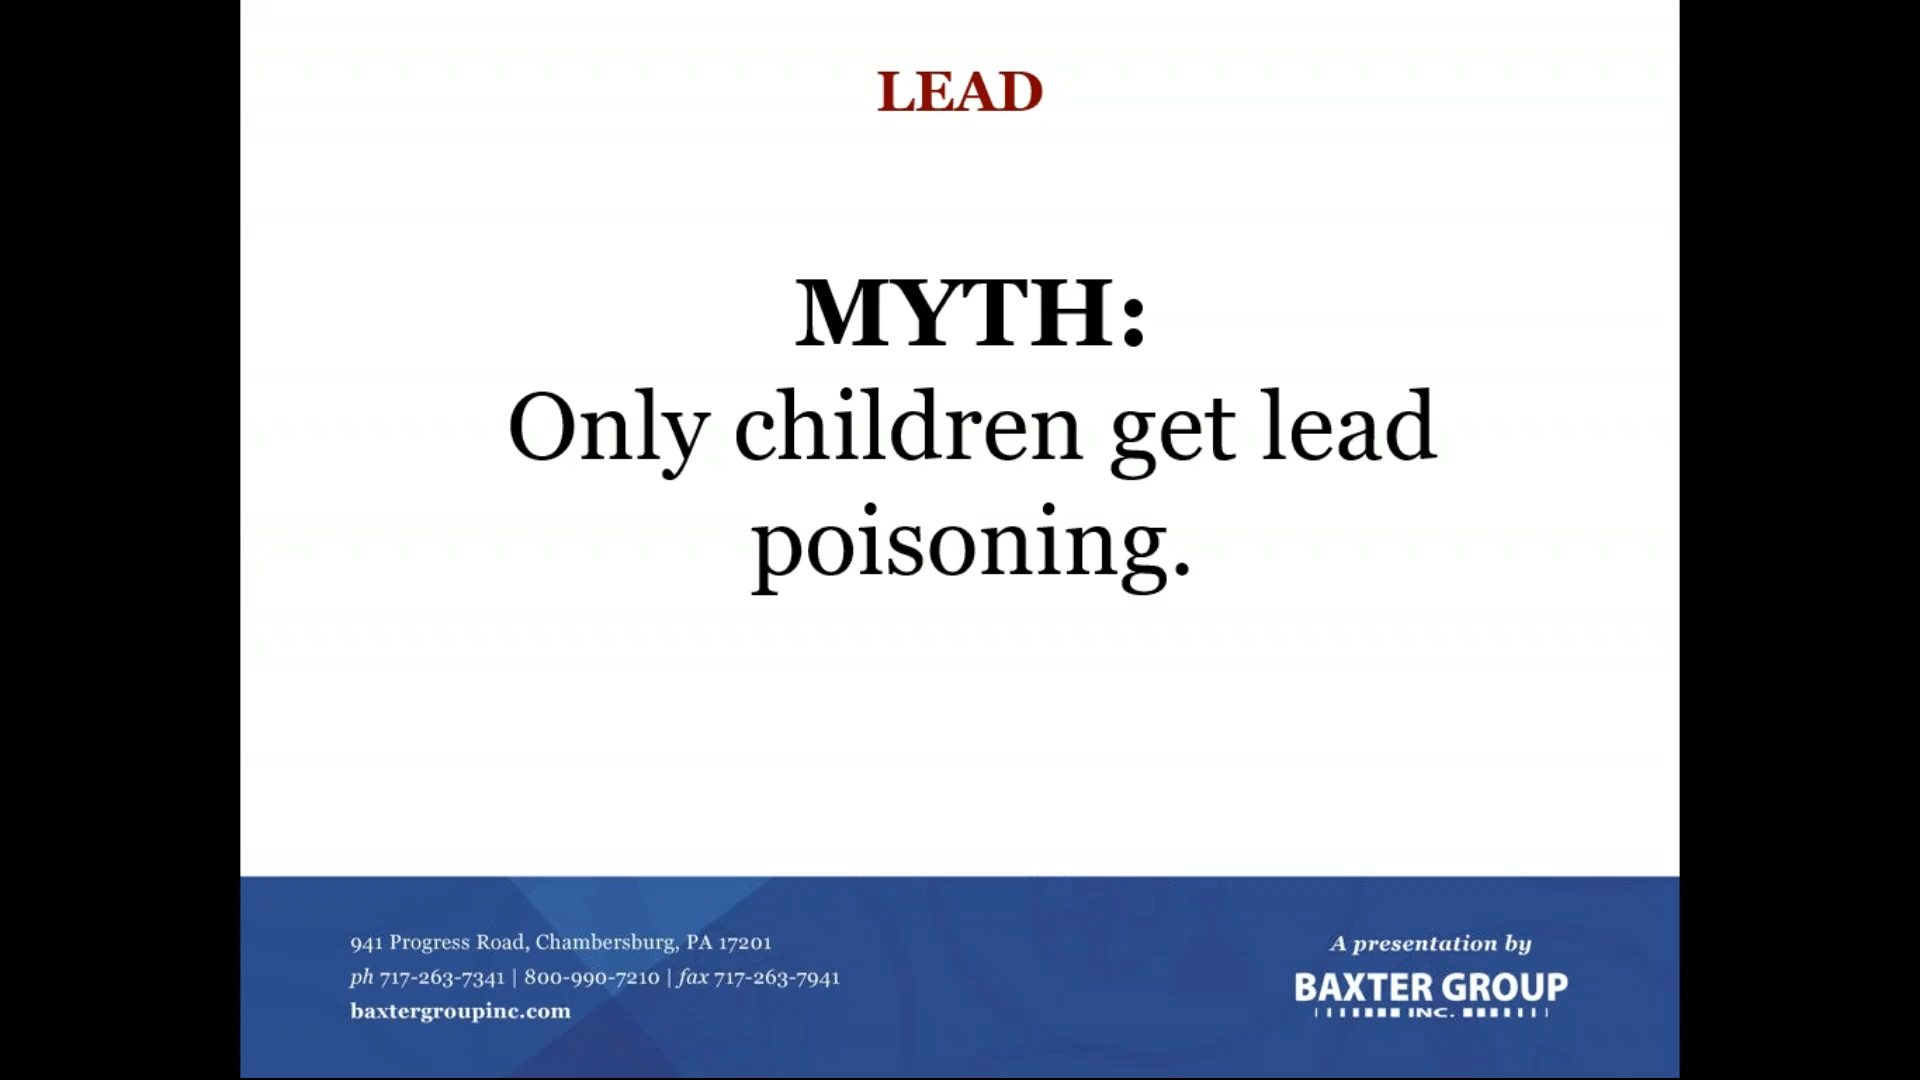 LEAD
MYTH:
Only children get lead
poisoning.
941 Progress Road, Chambersburg, PA 17201
ph 717-263-7341 | 800-990-7210 | fax 717-263-7941
baxtergroupinc.com
A presentation by
BAXTER GROUP
INC.